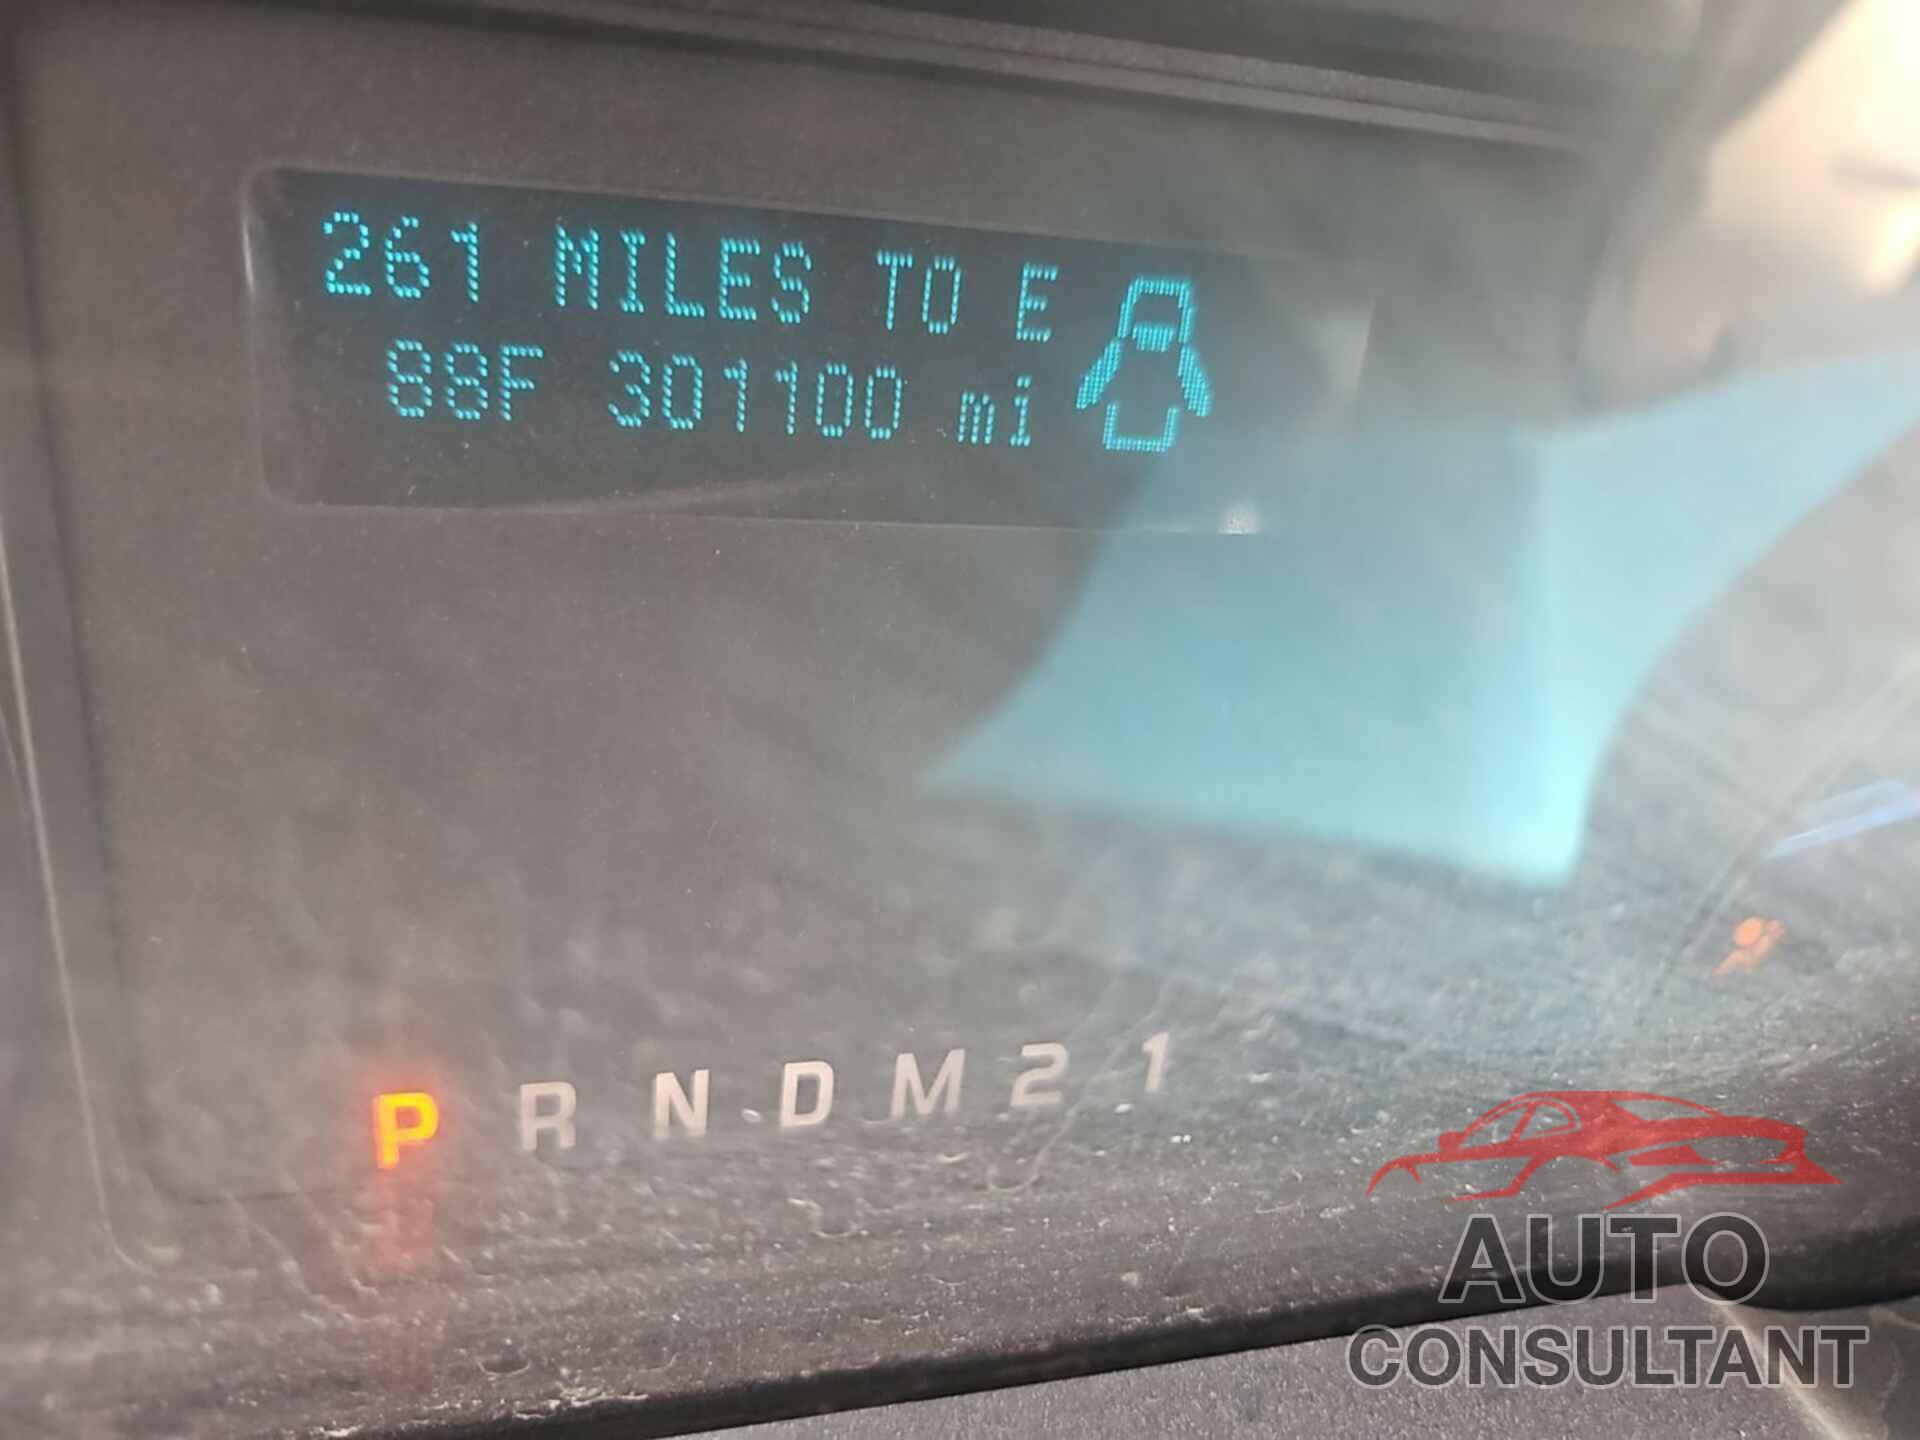 261 MILES TO E
88F 301100 mi
P R N D M 2 1
AUTO
CONSULTANT